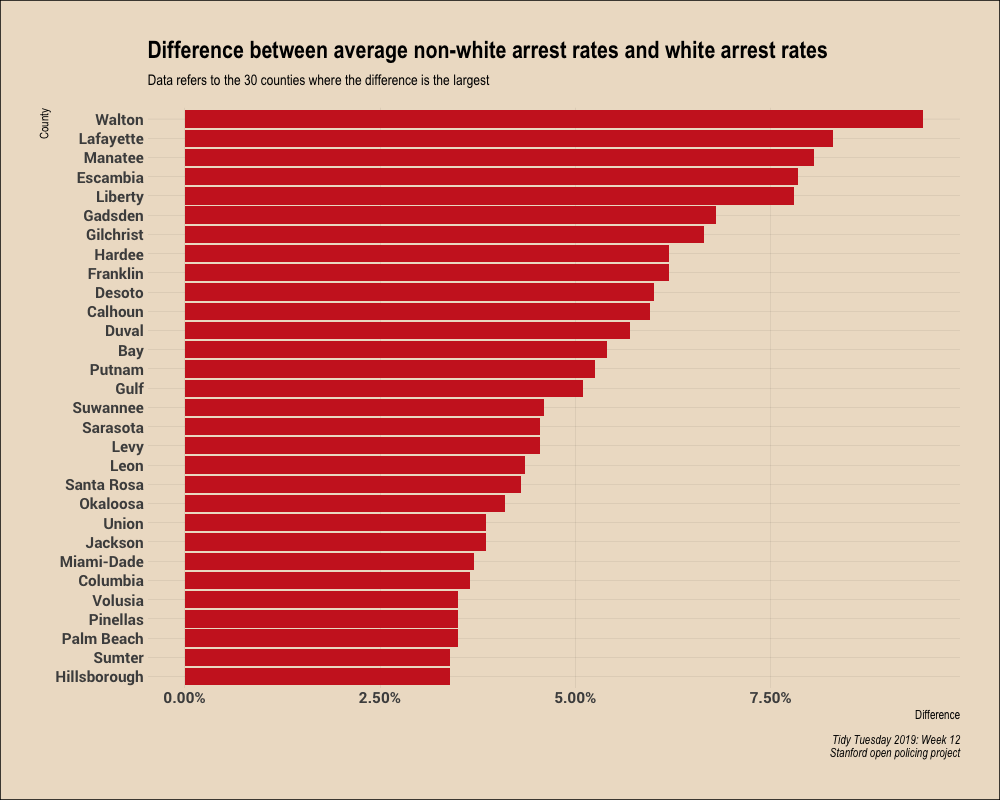 Difference between average non-white arrest rates and white arrest rates
Data refers to the 30 counties where the difference is the largest
County
Walton
Lafayette
Manatee
Escambia
Liberty
Gadsden
Gilchrist
Hardee
Franklin
Desoto
Calhoun
Duval
Bay
Putnam
Gulf
Suwannee
Sarasota
Levy
Leon
Santa Rosa
Okaloosa
Union
Jackson
Miami-Dade
Columbia
Volusia
Pinellas
Palm Beach
Sumter
Hillsborough
0.00% 2.50% 5.00% 7.50%
Difference
Tidy Tuesday 2019: Week 12
Stanford open policing project